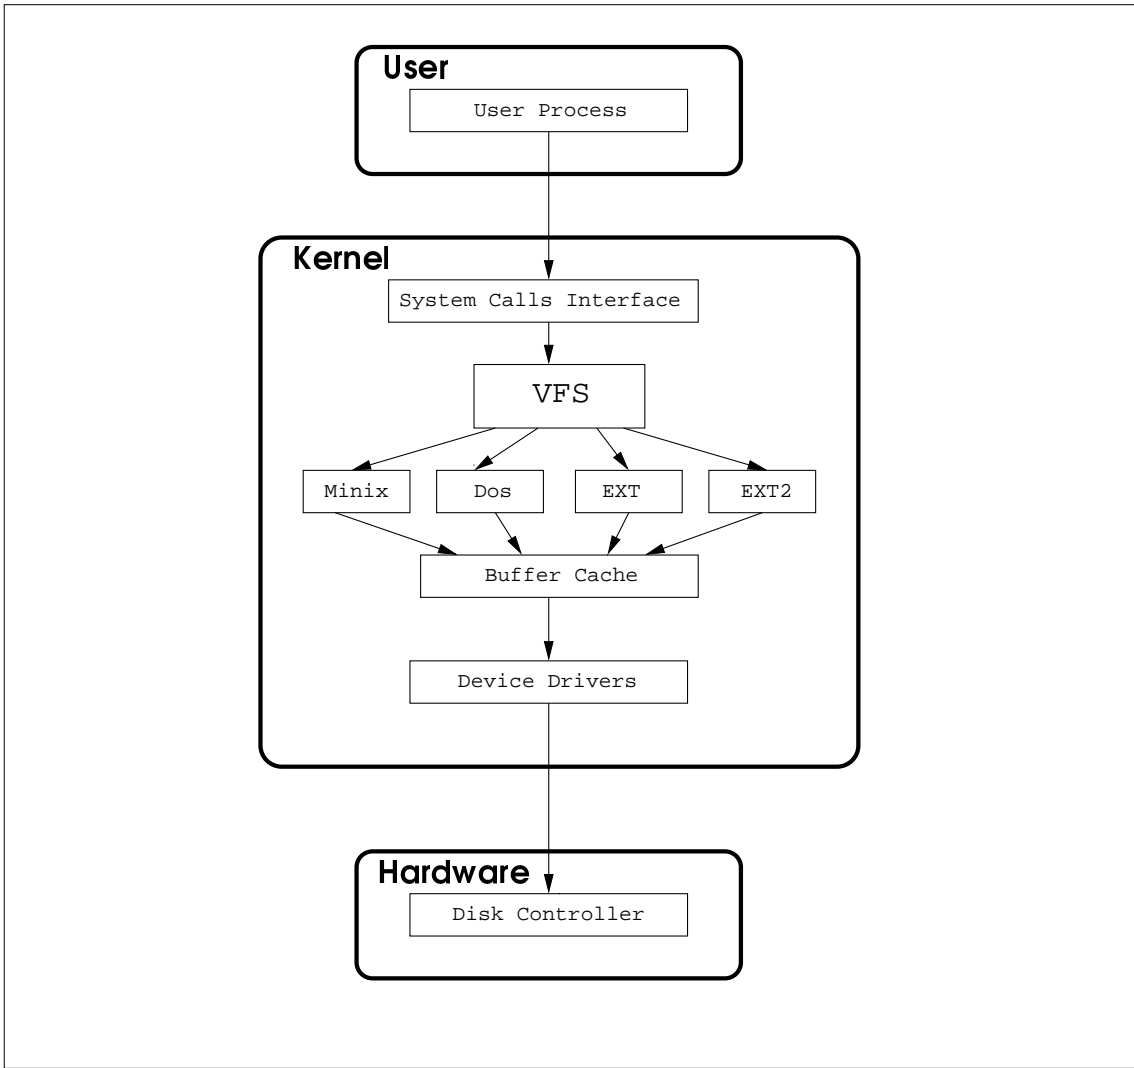 User
User Process
Kernel
System Calls Interface
VFS
Minix
Dos
EXT
EXT2
Buffer Cache
Device Drivers
Hardware
Disk Controller